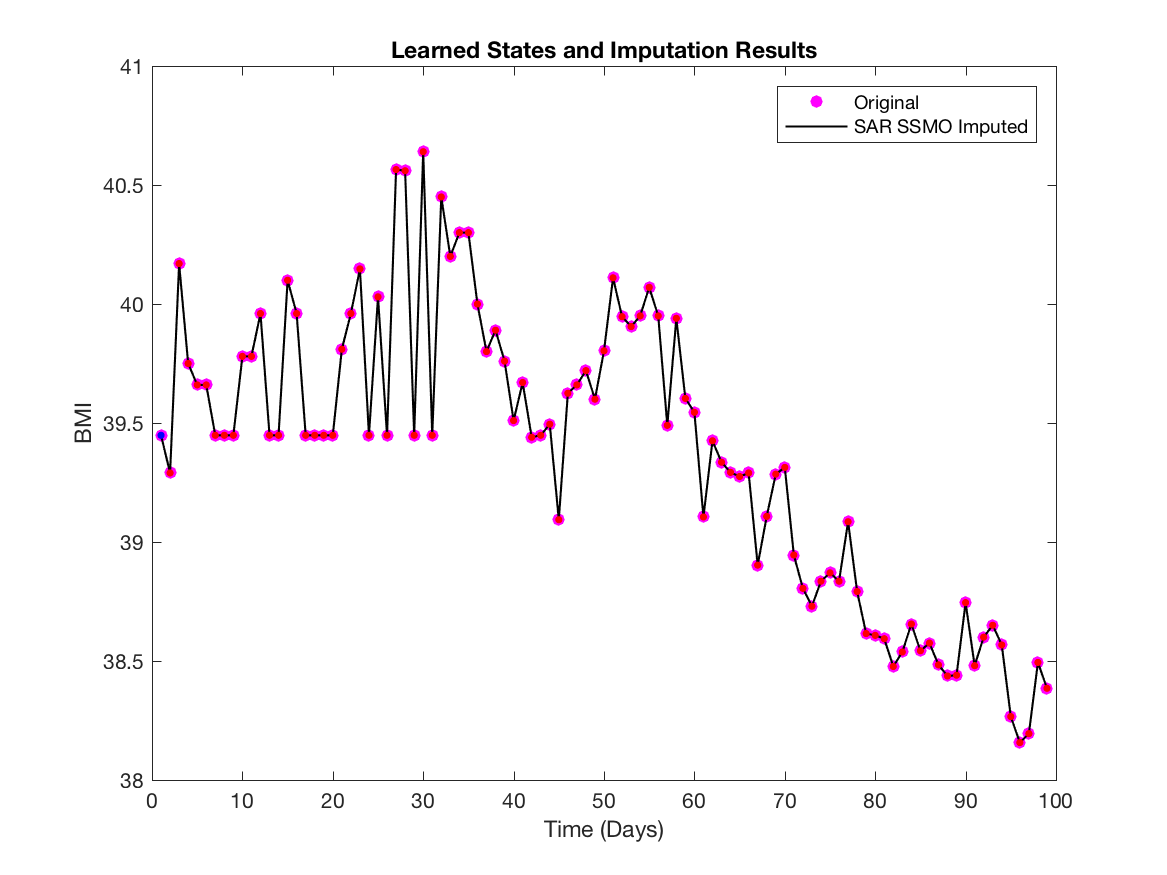 Learned States and Imputation Results
Original
SAR SSMO Imputed
41
40.5
40
39.5
39
38.5
38
BMI
0 10 20 30 40 50 60 70 80 90 100
Time (Days)